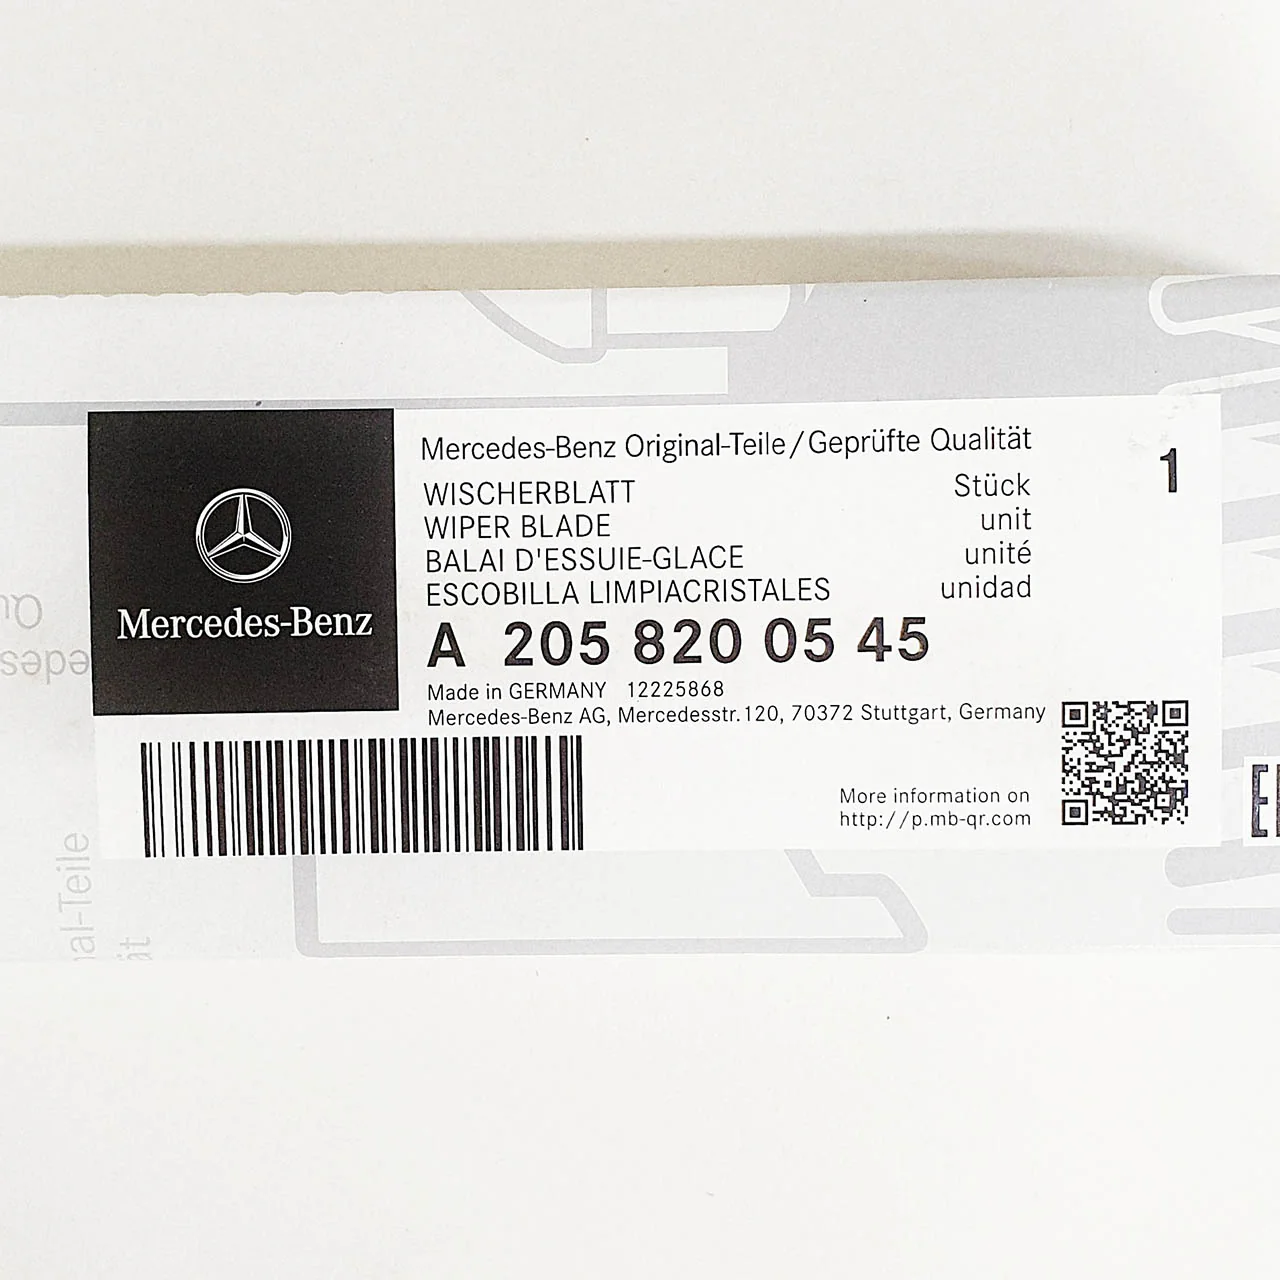 Mercedes-Benz
Mercedes-Benz Original-Teile/Geprüfte Qualität
1
WISCHERBLATT Stück
WIPER BLADE unit
BALAI D'ESSUIE-GLACE unité
ESCOBILLA LIMPIACRISTALES unidad
A 205 820 05 45
Made in GERMANY 12225868
Mercedes-Benz AG, Mercedesstr. 120, 70372 Stuttgart, Germany
More information on
http://p.mb-qr.com